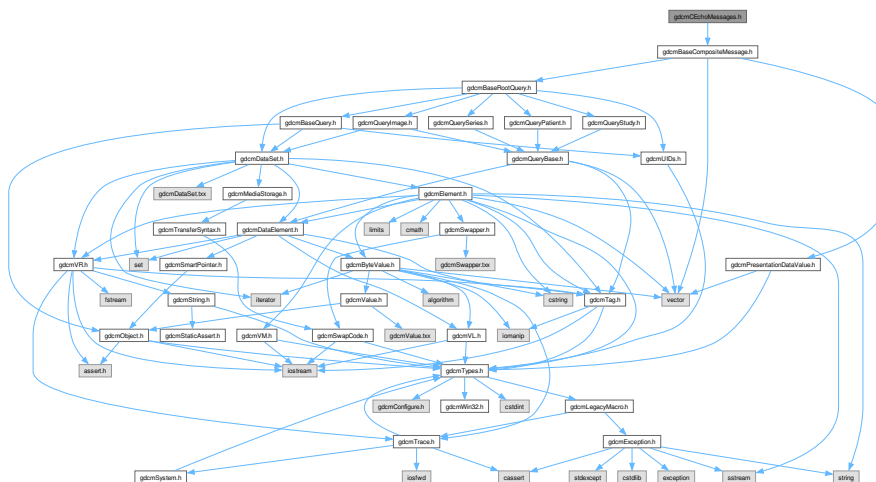 gdcmCEchoMessages.h
gdcmBaseCompositeMessage.h
gdcmBaseRootQuery.h
gdcmBaseQuery.h
gdcmQueryImage.h
gdcmQuerySeries.h
gdcmQueryPatient.h
gdcmQueryStudy.h
gdcmDataSet.h
gdcmQueryBase.h
gdcmUIDs.h
gdcmDataSet.txx
gdcmMediaStorage.h
gdcmElement.h
gdcmTransferSyntax.h
gdcmDataElement.h
limits
cmath
gdcmSwapper.h
gdcmVR.h
set
gdcmSmartPointer.h
gdcmByteValue.h
gdcmSwapper.txx
gdcmPresentationDataValue.h
fstream
gdcmString.h
iterator
gdcmValue.h
algorithm
cstring
gdcmTag.h
vector
gdcmObject.h
gdcmStaticAssert.h
gdcmVM.h
gdcmSwapCode.h
gdcmValue.txx
gdcmVL.h
iomanip
assert.h
iostream
gdcmTypes.h
gdcmConfigure.h
gdcmWin32.h
cstdint
gdcmLegacyMacro.h
gdcmTrace.h
gdcmException.h
gdcmSystem.h
iosfwd
cassert
stdexcept
cstdlib
exception
sstream
string